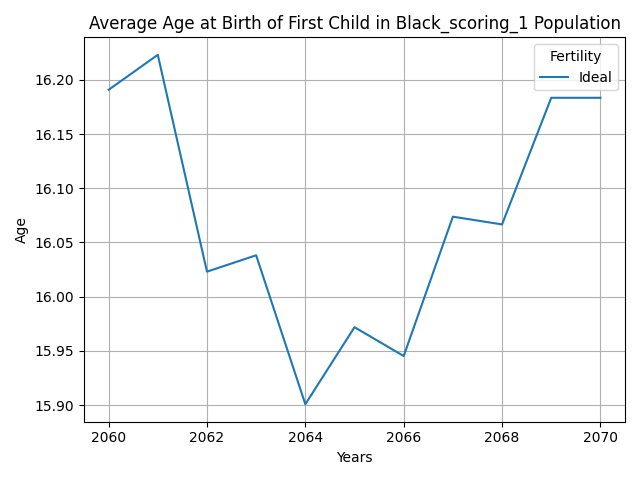 Average Age at Birth of First Child in Black_scoring_1 Population
Fertility
Ideal
16.20
16.15
16.10
16.05
16.00
15.95
15.90
Age
2060 2062 2064 2066 2068 2070
Years